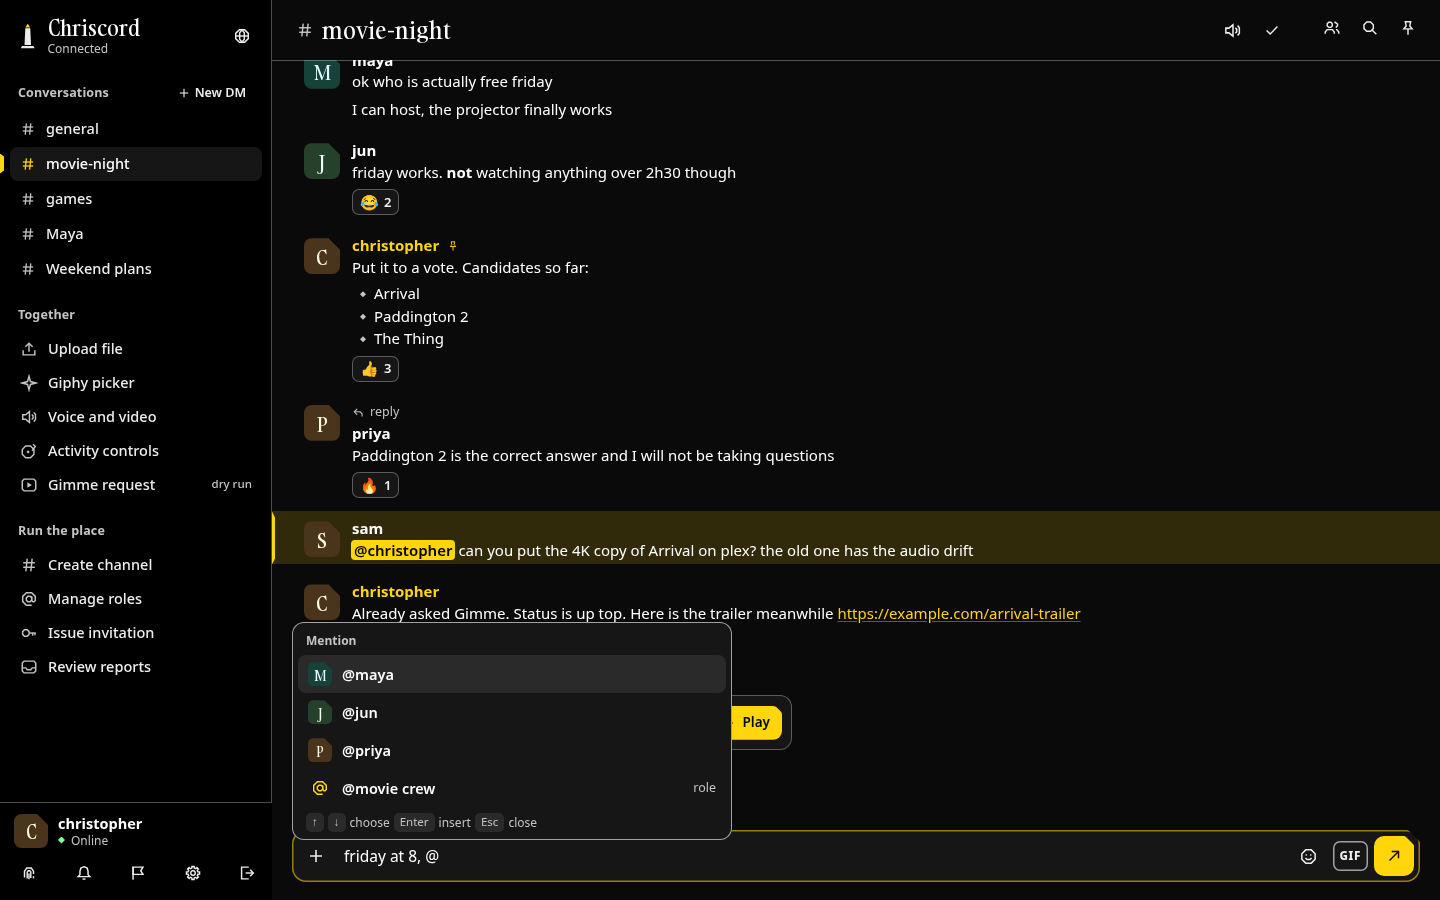 Chriscord
Connected
Conversations
New DM
general
movie-night
games
Maya
Weekend plans
Together
Upload file
Giphy picker
Voice and video
Activity controls
Gimme request
dry run
Run the place
Create channel
Manage roles
Issue invitation
Review reports
C
christopher
Online
# movie-night
M
maya
ok who is actually free friday
I can host, the projector finally works
J
jun
friday works. not watching anything over 2h30 though
😂 2
C
christopher
Put it to a vote. Candidates so far:
Arrival
Paddington 2
The Thing
👍 3
reply
P
priya
Paddington 2 is the correct answer and I will not be taking questions
🔥 1
S
sam
@christopher can you put the 4K copy of Arrival on plex? the old one has the audio drift
C
christopher
Already asked Gimme. Status is up top. Here is the trailer meanwhile https://example.com/arrival-trailer
Play
Mention
M @maya
J @jun
P @priya
@ @movie crew role
↑ ↓ choose Enter insert Esc close
+ friday at 8, @
GIF